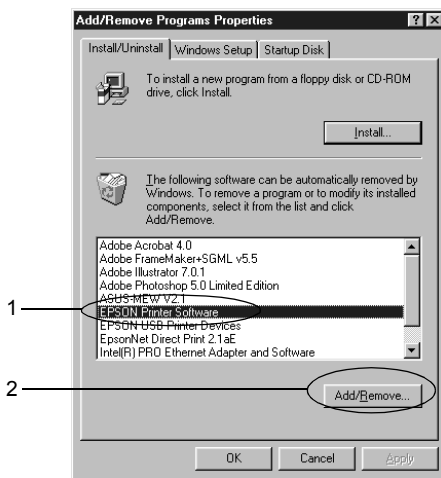 Add/Remove Programs Properties
Install/Uninstall Windows Setup Startup Disk
To install a new program from a floppy disk or CD-ROM
drive, click Install.
Install...
The following software can be automatically removed by
Windows. To remove a program or to modify its installed
components, select it from the list and click
Add/Remove.
Adobe Acrobat 4.0
Adobe FrameMaker+SGML v5.5
Adobe Illustrator 7.0.1
Adobe Photoshop 5.0 Limited Edition
ASUS-MEW V2.1
1
EPSON Printer Software
EPSON USB Printer Devices
EpsonNet Direct Print 2.1aE
Intel(R) PRO Ethernet Adapter and Software
2
Add/Remove...
OK Cancel Apply